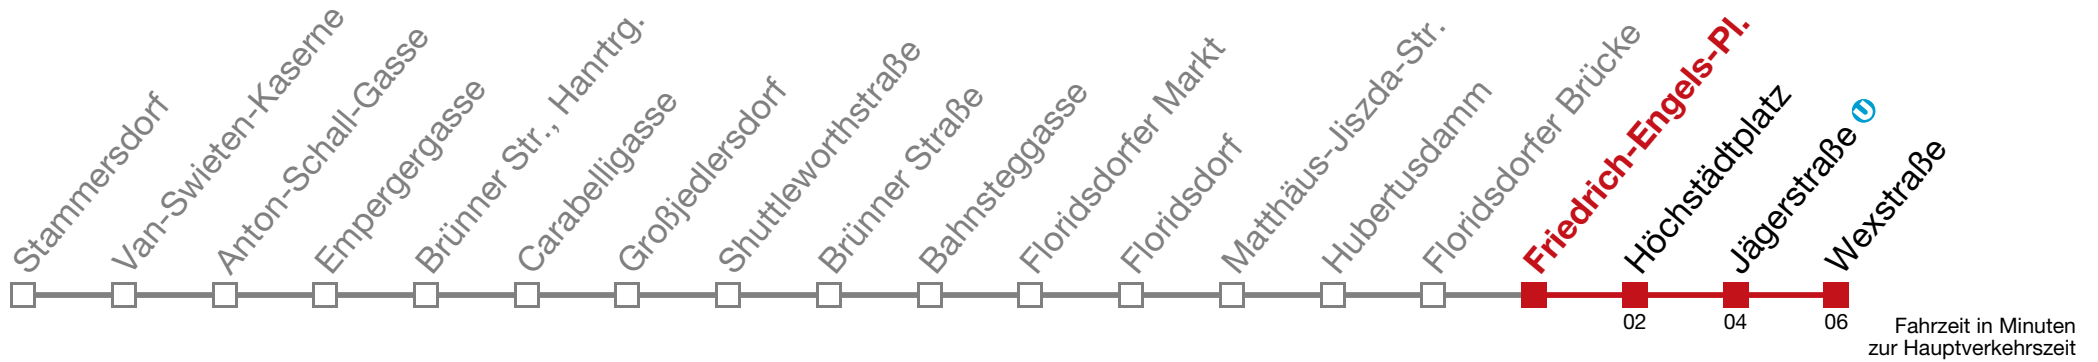 Stammersdorf
Van-Swieten-Kaserne
Anton-Schall-Gasse
Empergergasse
Brünner Str., Hanrtrg.
Carabelligasse
Großjedlersdorf
Shuttleworthstraße
Brünner Straße
Bahnsteggasse
Floridsdorfer Markt
Floridsdorf
Matthäus-Jiszda-Str.
Hubertusdamm
Floridsdorfer Brücke
Friedrich-Engels-Pl.
Höchstädtplatz
Jägerstraße U
Wexstraße
02 04 06
Fahrzeit in Minuten
zur Hauptverkehrszeit